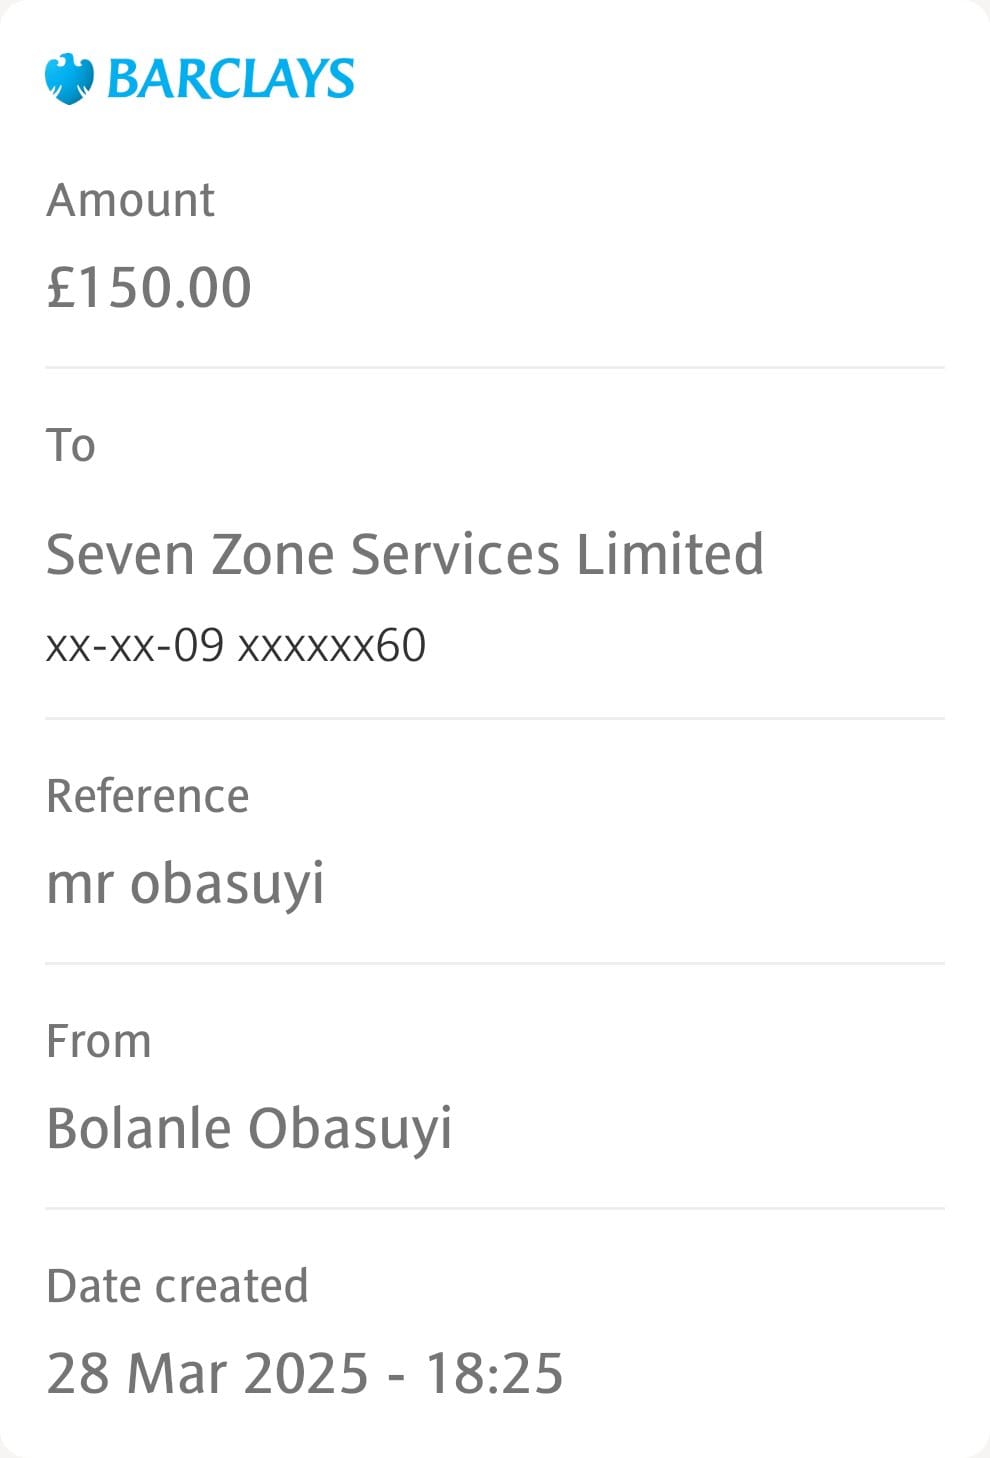 BARCLAYS
Amount
£150.00
To
Seven Zone Services Limited
xx-xx-09 xxxxxx60
Reference
mr obasuyi
From
Bolanle Obasuyi
Date created
28 Mar 2025 - 18:25